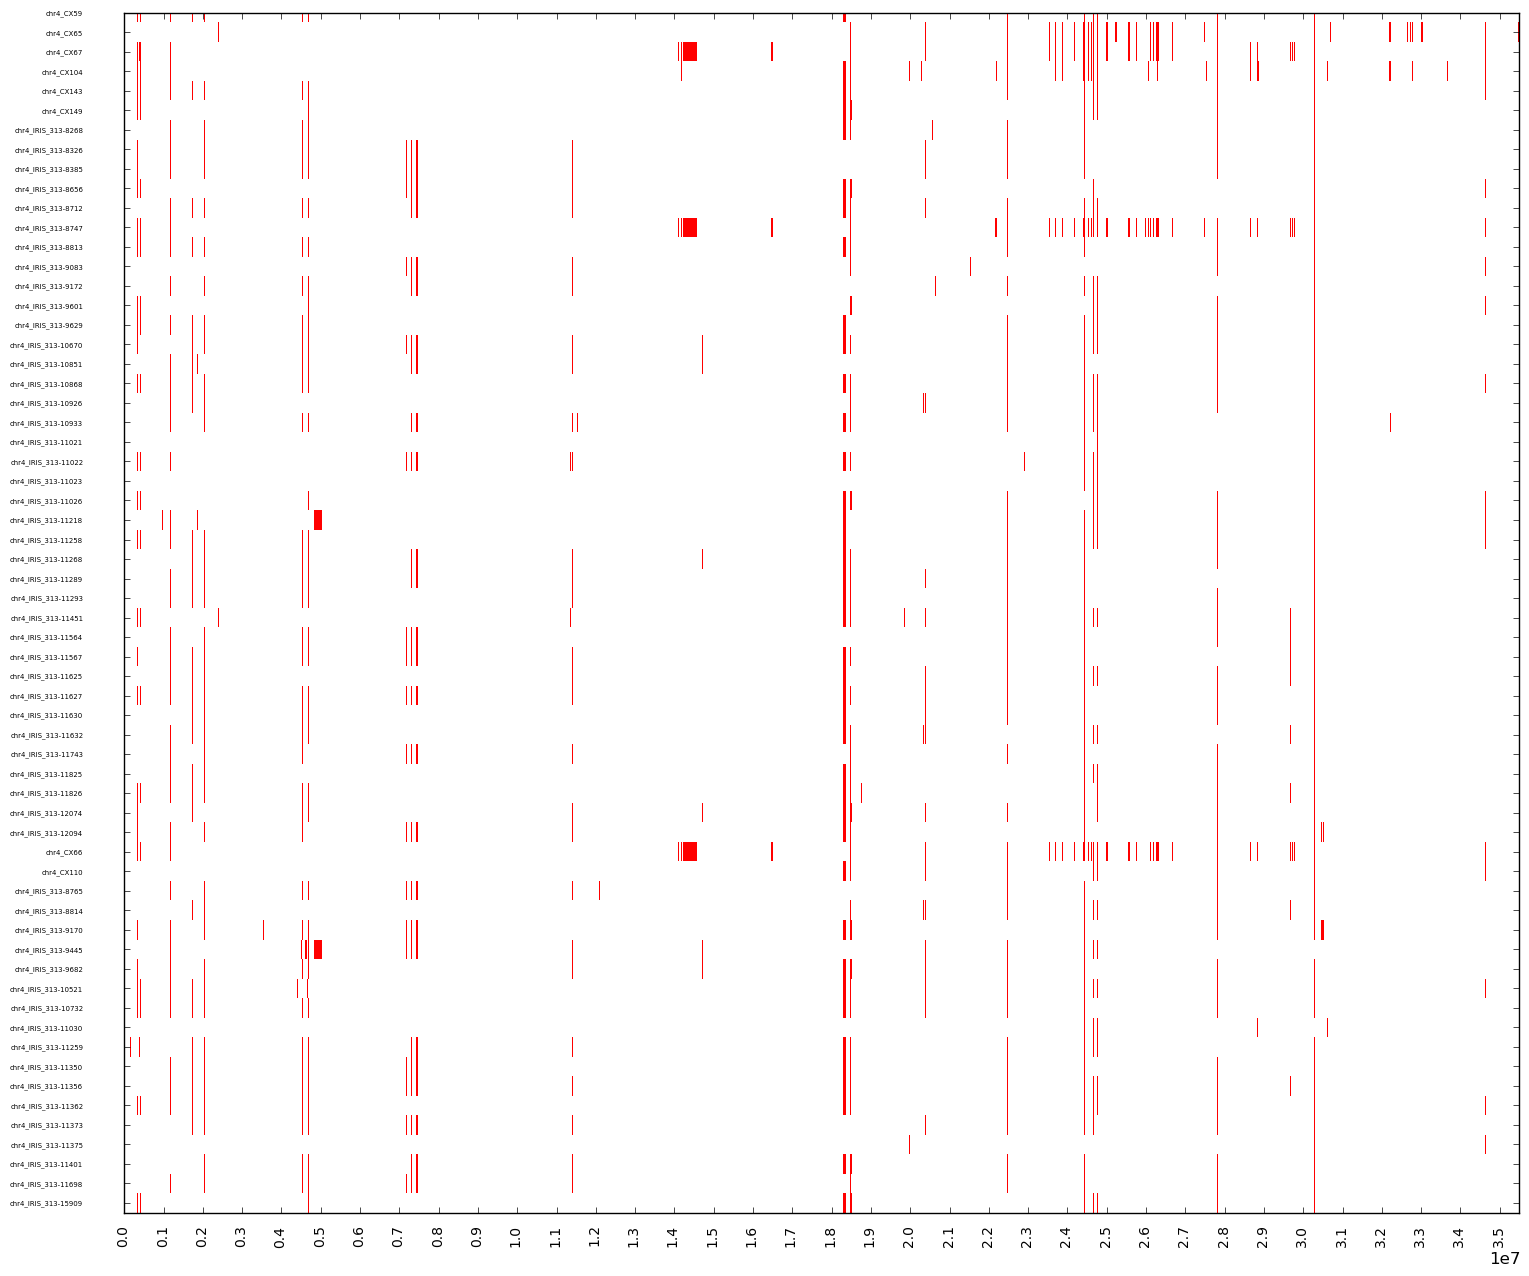 chr4_CX59
chr4_CX65
chr4_CX67
chr4_CX104
chr4_CX143
chr4_CX149
chr4_IRIS_313-8268
chr4_IRIS_313-8326
chr4_IRIS_313-8385
chr4_IRIS_313-8656
chr4_IRIS_313-8712
chr4_IRIS_313-8747
chr4_IRIS_313-8813
chr4_IRIS_313-9083
chr4_IRIS_313-9172
chr4_IRIS_313-9601
chr4_IRIS_313-9629
chr4_IRIS_313-10670
chr4_IRIS_313-10851
chr4_IRIS_313-10868
chr4_IRIS_313-10926
chr4_IRIS_313-10933
chr4_IRIS_313-11021
chr4_IRIS_313-11022
chr4_IRIS_313-11023
chr4_IRIS_313-11026
chr4_IRIS_313-11218
chr4_IRIS_313-11258
chr4_IRIS_313-11268
chr4_IRIS_313-11289
chr4_IRIS_313-11293
chr4_IRIS_313-11451
chr4_IRIS_313-11564
chr4_IRIS_313-11567
chr4_IRIS_313-11625
chr4_IRIS_313-11627
chr4_IRIS_313-11630
chr4_IRIS_313-11632
chr4_IRIS_313-11743
chr4_IRIS_313-11825
chr4_IRIS_313-11826
chr4_IRIS_313-12074
chr4_IRIS_313-12094
chr4_CX66
chr4_CX110
chr4_IRIS_313-8765
chr4_IRIS_313-8814
chr4_IRIS_313-9170
chr4_IRIS_313-9445
chr4_IRIS_313-9682
chr4_IRIS_313-10521
chr4_IRIS_313-10732
chr4_IRIS_313-11030
chr4_IRIS_313-11259
chr4_IRIS_313-11350
chr4_IRIS_313-11356
chr4_IRIS_313-11362
chr4_IRIS_313-11373
chr4_IRIS_313-11375
chr4_IRIS_313-11401
chr4_IRIS_313-11698
chr4_IRIS_313-15909
0.0 0.1 0.2 0.3 0.4 0.5 0.6 0.7 0.8 0.9 1.0 1.1 1.2 1.3 1.4 1.5 1.6 1.7 1.8 1.9 2.0 2.1 2.2 2.3 2.4 2.5 2.6 2.7 2.8 2.9 3.0 3.1 3.2 3.3 3.4 3.5
1e7